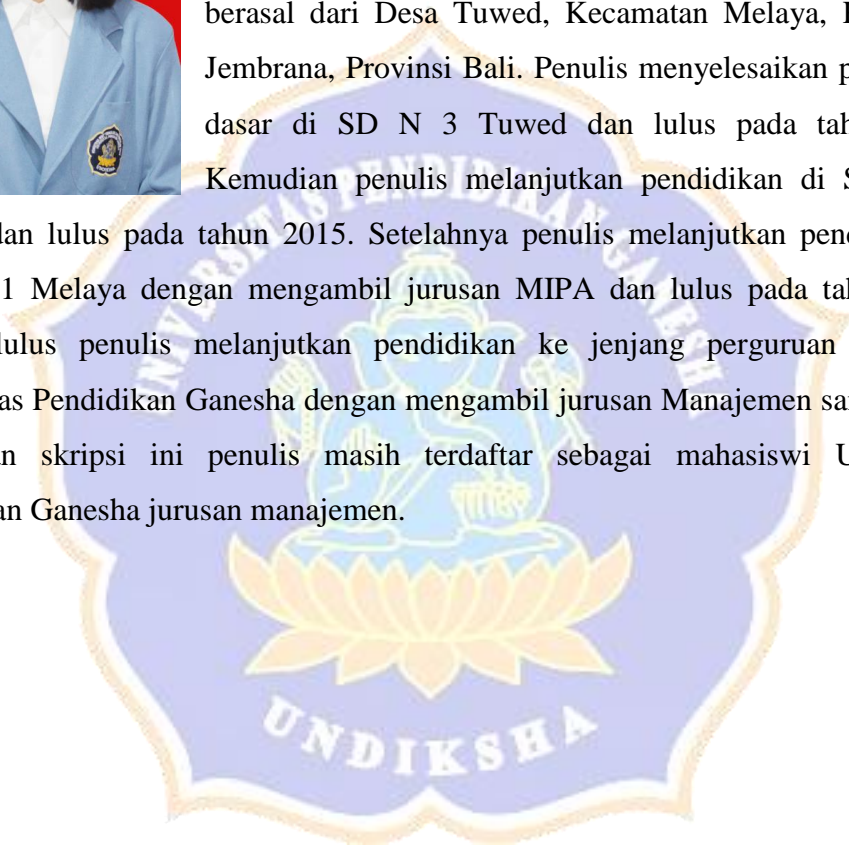 berasal dari Desa Tuwed, Kecamatan Melaya,
Jembrana, Provinsi Bali. Penulis menyelesaikan
dasar di SD N 3 Tuwed dan lulus pada
Kemudian penulis melanjutkan pendidikan di
dan lulus pada tahun 2015. Setelahnya penulis melanjutkan
1 Melaya dengan mengambil jurusan MIPA dan lulus pada
lulus penulis melanjutkan pendidikan ke jenjang perguruan
Pendidikan Ganesha dengan mengambil jurusan Manajemen
skripsi ini penulis masih terdaftar sebagai mahasiswi
Ganesha jurusan manajemen.
UNIVERSITAS PENDIDIKAN GANESHA
UNDIKSHA